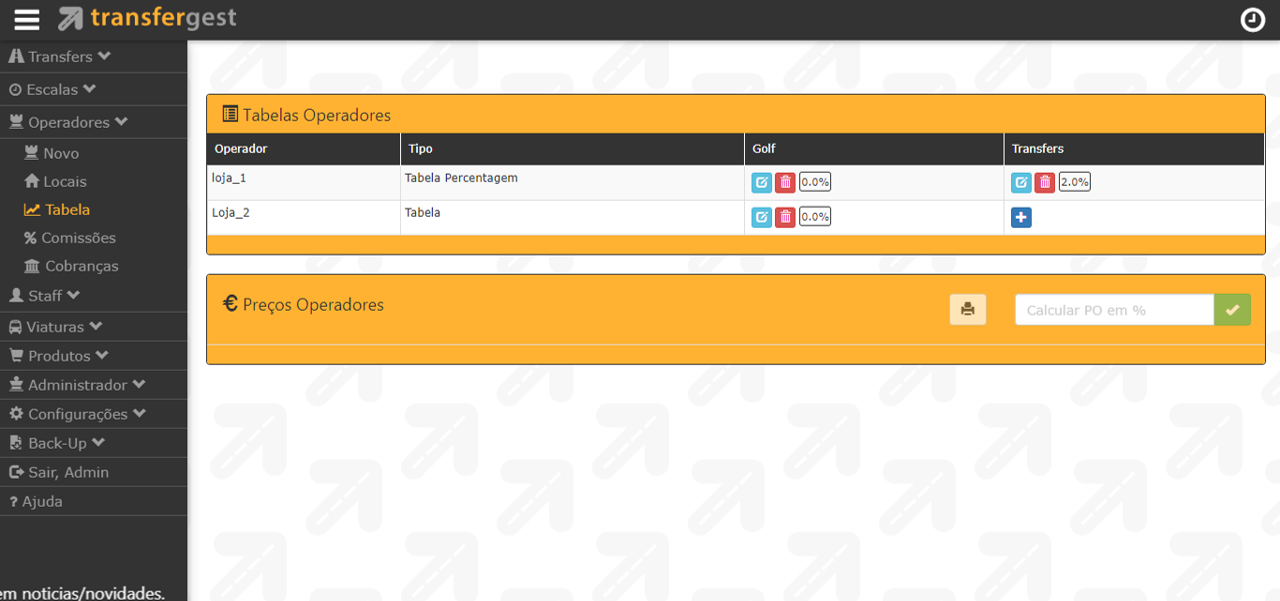 transfergest
Transfers
Escalas
Operadores
Novo
Locais
Tabela
Comissões
Cobranças
Staff
Viaturas
Produtos
Administrador
Configurações
Back-Up
Sair, Admin
? Ajuda
em noticias/novidades.
Tabelas Operadores
Operador Tipo Golf Transfers
loja_1 Tabela Percentagem 0.0% 2.0%
Loja_2 Tabela 0.0%
€ Preços Operadores
Calcular PO em %